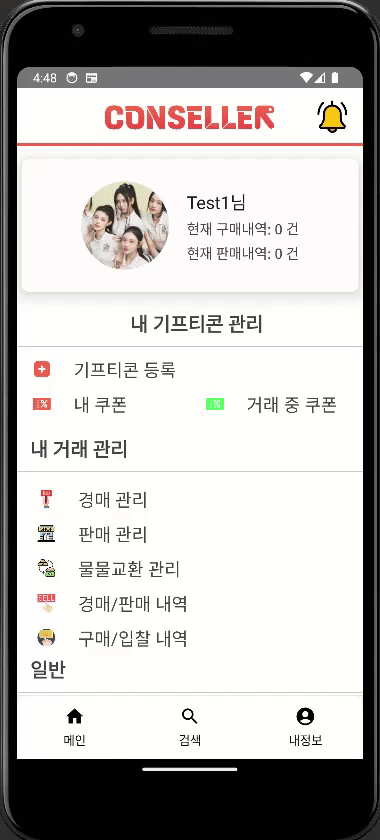 4:48
CONSELLER
Test1님
현재 구매내역: 0 건
현재 판매내역: 0 건
내 기프티콘 관리
기프티콘 등록
내 쿠폰
거래 중 쿠폰
내 거래 관리
경매 관리
판매 관리
물물교환 관리
SELL
경매/판매 내역
구매/입찰 내역
일반
메인
검색
내정보